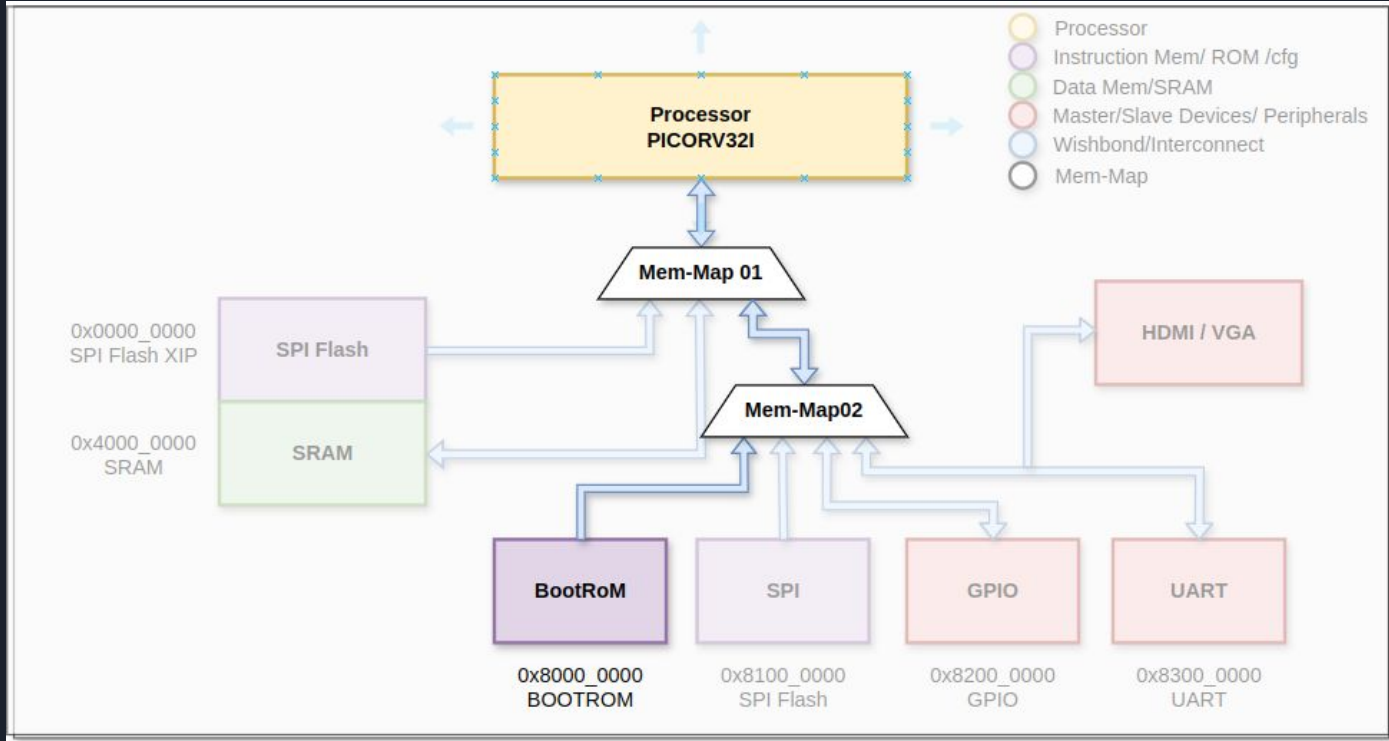 Processor
Instruction Mem/ ROM /cfg
Data Mem/SRAM
Master/Slave Devices/ Peripherals
Wishbond/Interconnect
Mem-Map
Processor
PICORV32I
Mem-Map 01
0x0000_0000
SPI Flash XIP
SPI Flash
HDMI / VGA
Mem-Map02
0x4000_0000
SRAM
SRAM
BootRoM
SPI
GPIO
UART
0x8000_0000
BOOTROM
0x8100_0000
SPI Flash
0x8200_0000
GPIO
0x8300_0000
UART